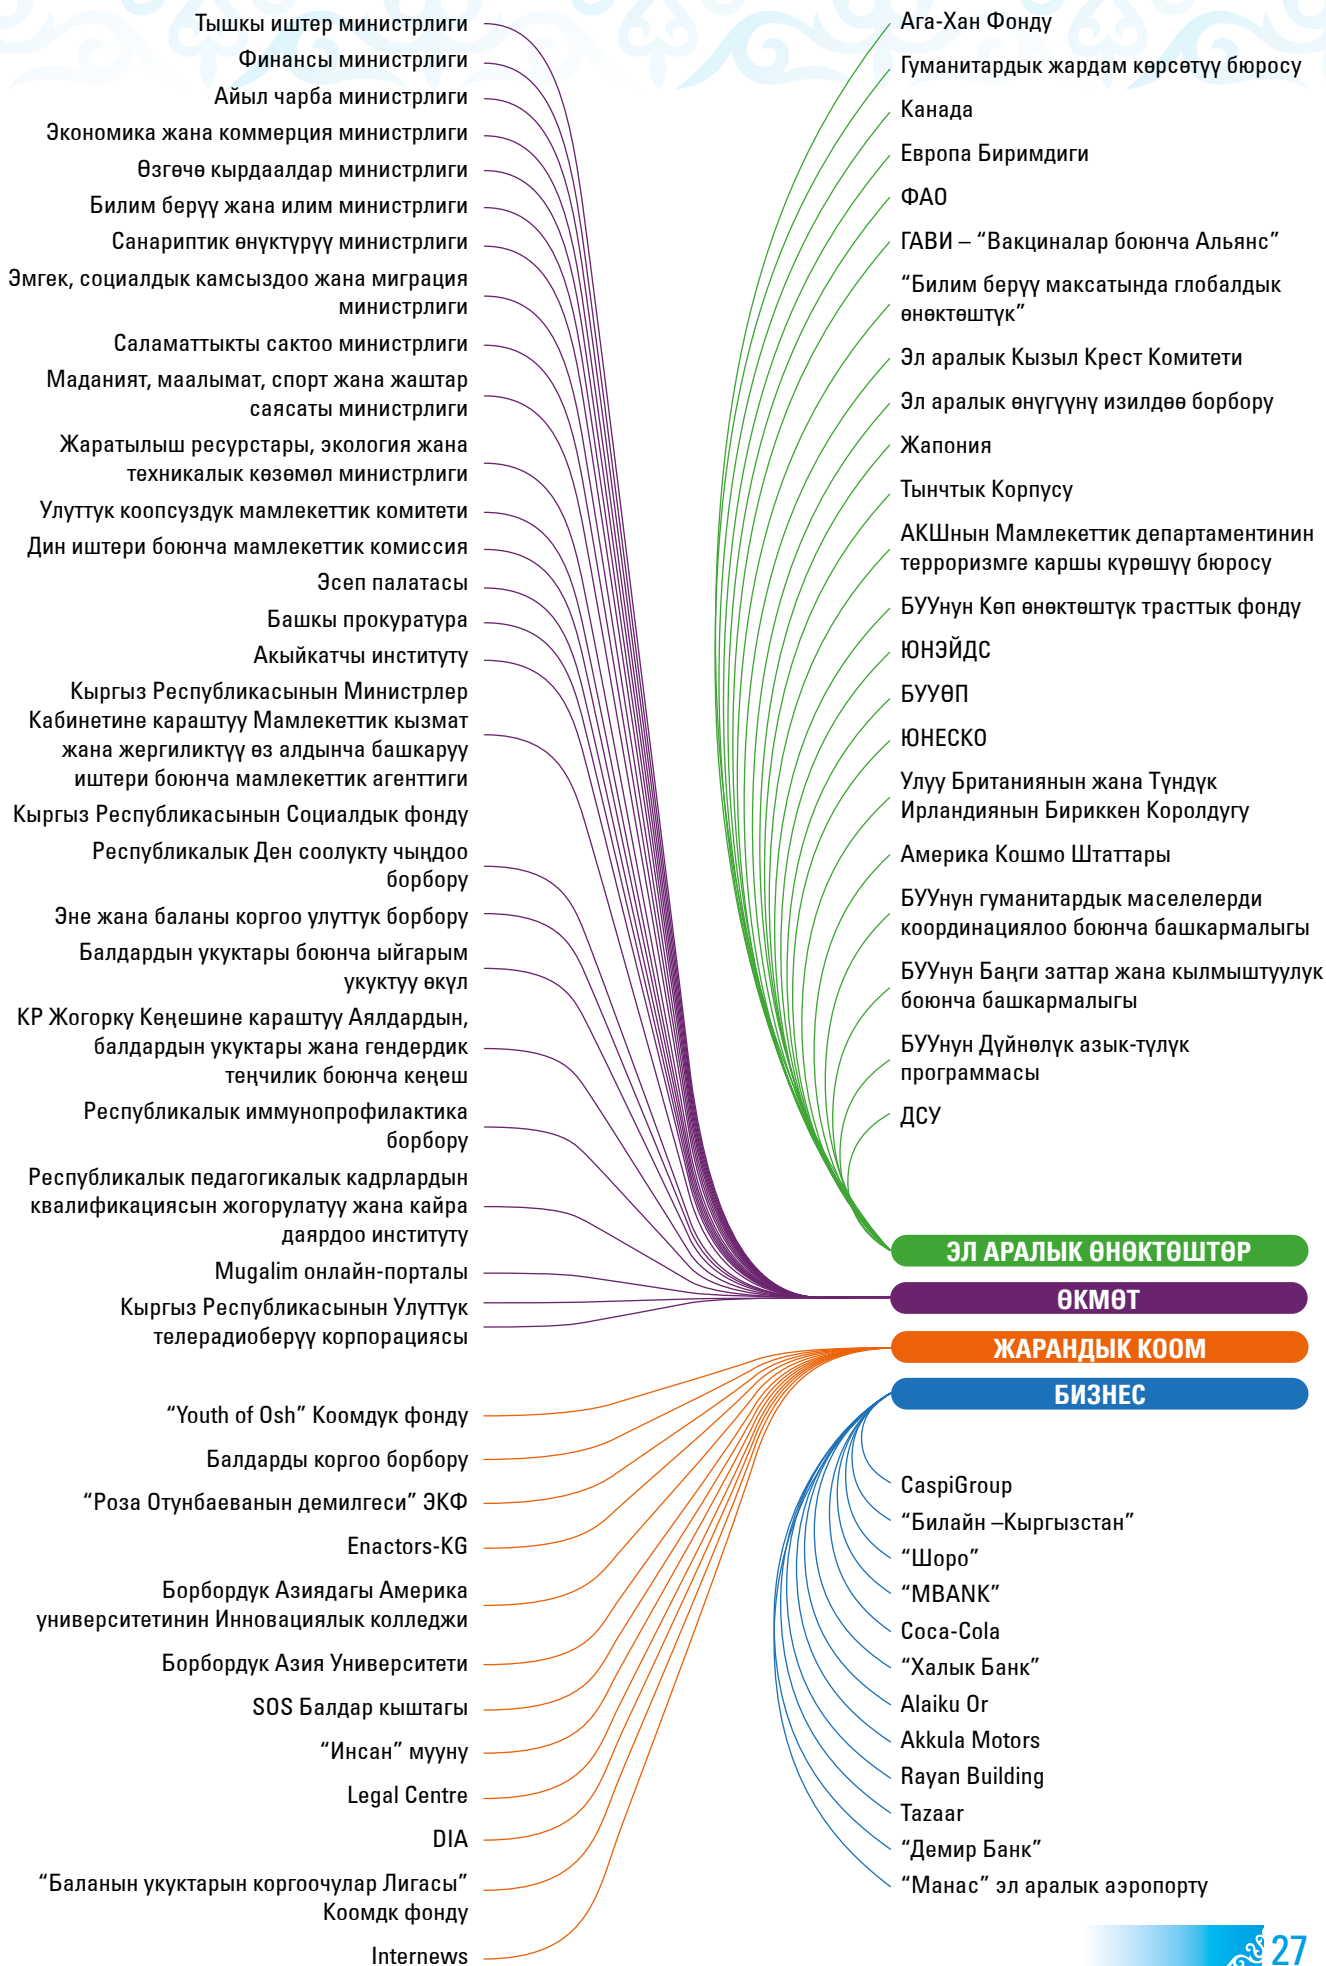 Тышкы иштер министрлиги
Финансы министрлиги
Айыл чарба министрлиги
Экономика жана коммерция министрлиги
Өзгөчө кырдаалдар министрлиги
Билим берүү жана илим министрлиги
Санариптик өнүктүрүү министрлиги
Эмгек, социалдык камсыздоо жана миграция
министрлиги
Саламаттыкты сактоо министрлиги
Маданият, маалымат, спорт жана жаштар
саясаты министрлиги
Жаратылыш ресурстары, экология жана
техникалык көзөмөл министрлиги
Улуттук коопсуздук мамлекеттик комитети
Дин иштери боюнча мамлекеттик комиссия
Эсеп палатасы
Башкы прокуратура
Акыйкатчы институту
Кыргыз Республикасынын Министрлер
Кабинетине караштуу Мамлекеттик кызмат
жана жергиликтүү өз алдынча башкаруу
иштери боюнча мамлекеттик агенттиги
Кыргыз Республикасынын Социалдык фонду
Республикалык Ден соолукту чыңдоо
борбору
Эне жана баланы коргоо улуттук борбору
Балдардын укуктары боюнча ыйгарым
укуктуу өкүл
КР Жогорку Кеңешине караштуу Аялдардын,
балдардын укуктары жана гендердик
теңчилик боюнча кеңеш
Республикалык иммунопрофилактика
борбору
Республикалык педагогикалык кадрлардын
квалификациясын жогорулатуу жана кайра
даярдоо институту
Mugalim онлайн-порталы
Кыргыз Республикасынын Улуттук
телерадиоберүү корпорациясы
“Youth of Osh” Коомдук фонду
Балдарды коргоо борбору
“Роза Отунбаеванын демилгеси” ЭКФ
Enactors-KG
Борбордук Азиядагы Америка
университетинин Инновациялык колледжи
Борбордук Азия Университети
SOS Балдар кыштагы
“Инсан” мууну
Legal Centre
DIA
“Баланын укуктарын коргоочулар Лигасы”
Коомдк фонду
Internews
Ага-Хан Фонду
Гуманитардык жардам көрсөтүү бюросу
Канада
Европа Биримдиги
ФАО
ГАВИ – “Вакциналар боюнча Альянс”
“Билим берүү максатында глобалдык
өнөктөштүк”
Эл аралык Кызыл Крест Комитети
Эл аралык өнүгүүнү изилдөө борбору
Жапония
Тынчтык Корпусу
АКШнын Мамлекеттик департаментинин
терроризмге каршы күрөшүү бюросу
БУУнун Көп өнөктөштүк трасттык фонду
ЮНЭЙДС
БУУӨП
ЮНЕСКО
Улуу Британиянын жана Түндүк
Ирландиянын Бириккен Королдугу
Америка Кошмо Штаттары
БУУнун гуманитардык маселелерди
координациялоо боюнча башкармалыгы
БУУнун Баңги заттар жана кылмыштуулук
боюнча башкармалыгы
БУУнун Дүйнөлүк азык-түлүк
программасы
ДСУ
ЭЛ АРАЛЫК ӨНӨКТӨШТӨР
ӨКМӨТ
ЖАРАНДЫК КООМ
БИЗНЕС
CaspiGroup
“Билайн –Кыргызстан”
“Шоро”
“MBANK”
Coca-Cola
“Халык Банк”
Alaiku Or
Akkula Motors
Rayan Building
Tazaar
“Демир Банк”
“Манас” эл аралык аэропорту
27